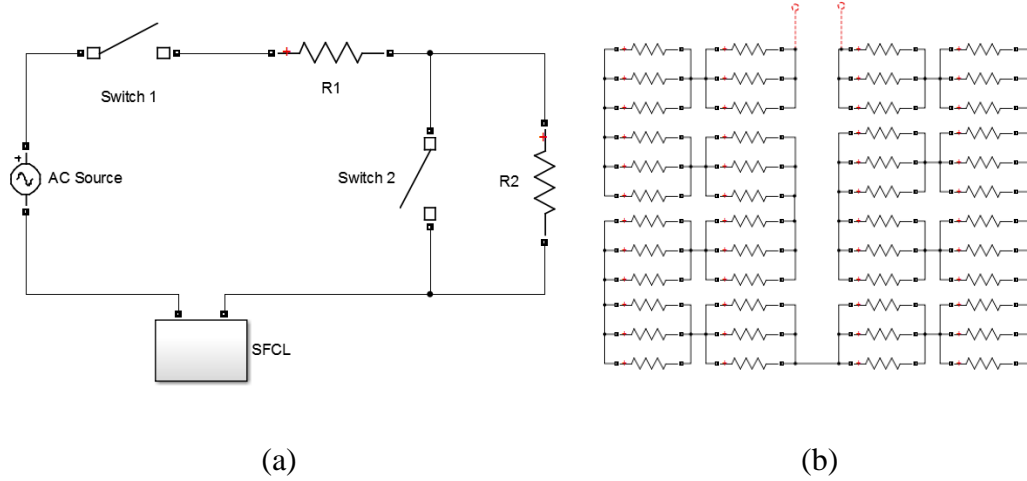 Switch 1
R1
AC Source
Switch 2
R2
SFCL
(a)
(b)